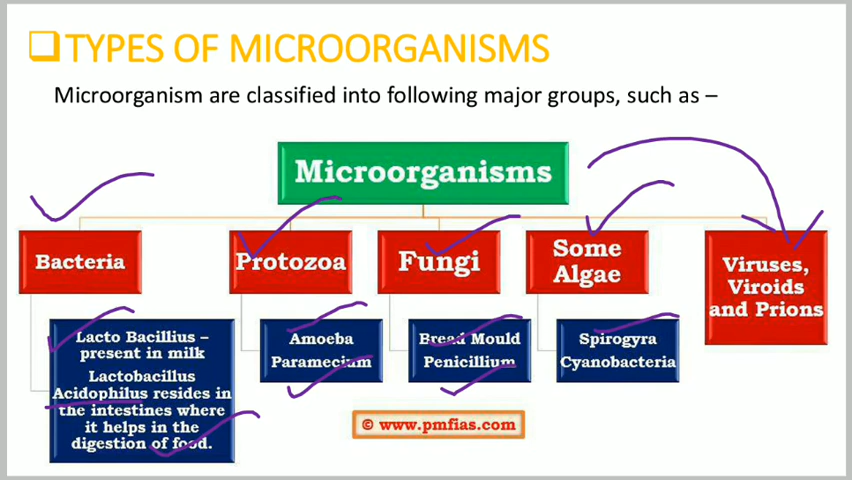 TYPES OF MICROORGANISMS
Microorganism are classified into following major groups, such as –
Microorganisms
Bacteria
Protozoa
Fungi
Some
Algae
Viruses,
Viroids
and Prions
Lacto Bacillius –
present in milk
Lactobacillus
Acidophilus resides in
the intestines where
it helps in the
digestion of food.
Amoeba
Paramecium
Bread Mould
Penicillium
Spirogyra
Cyanobacteria
© www.pmfias.com